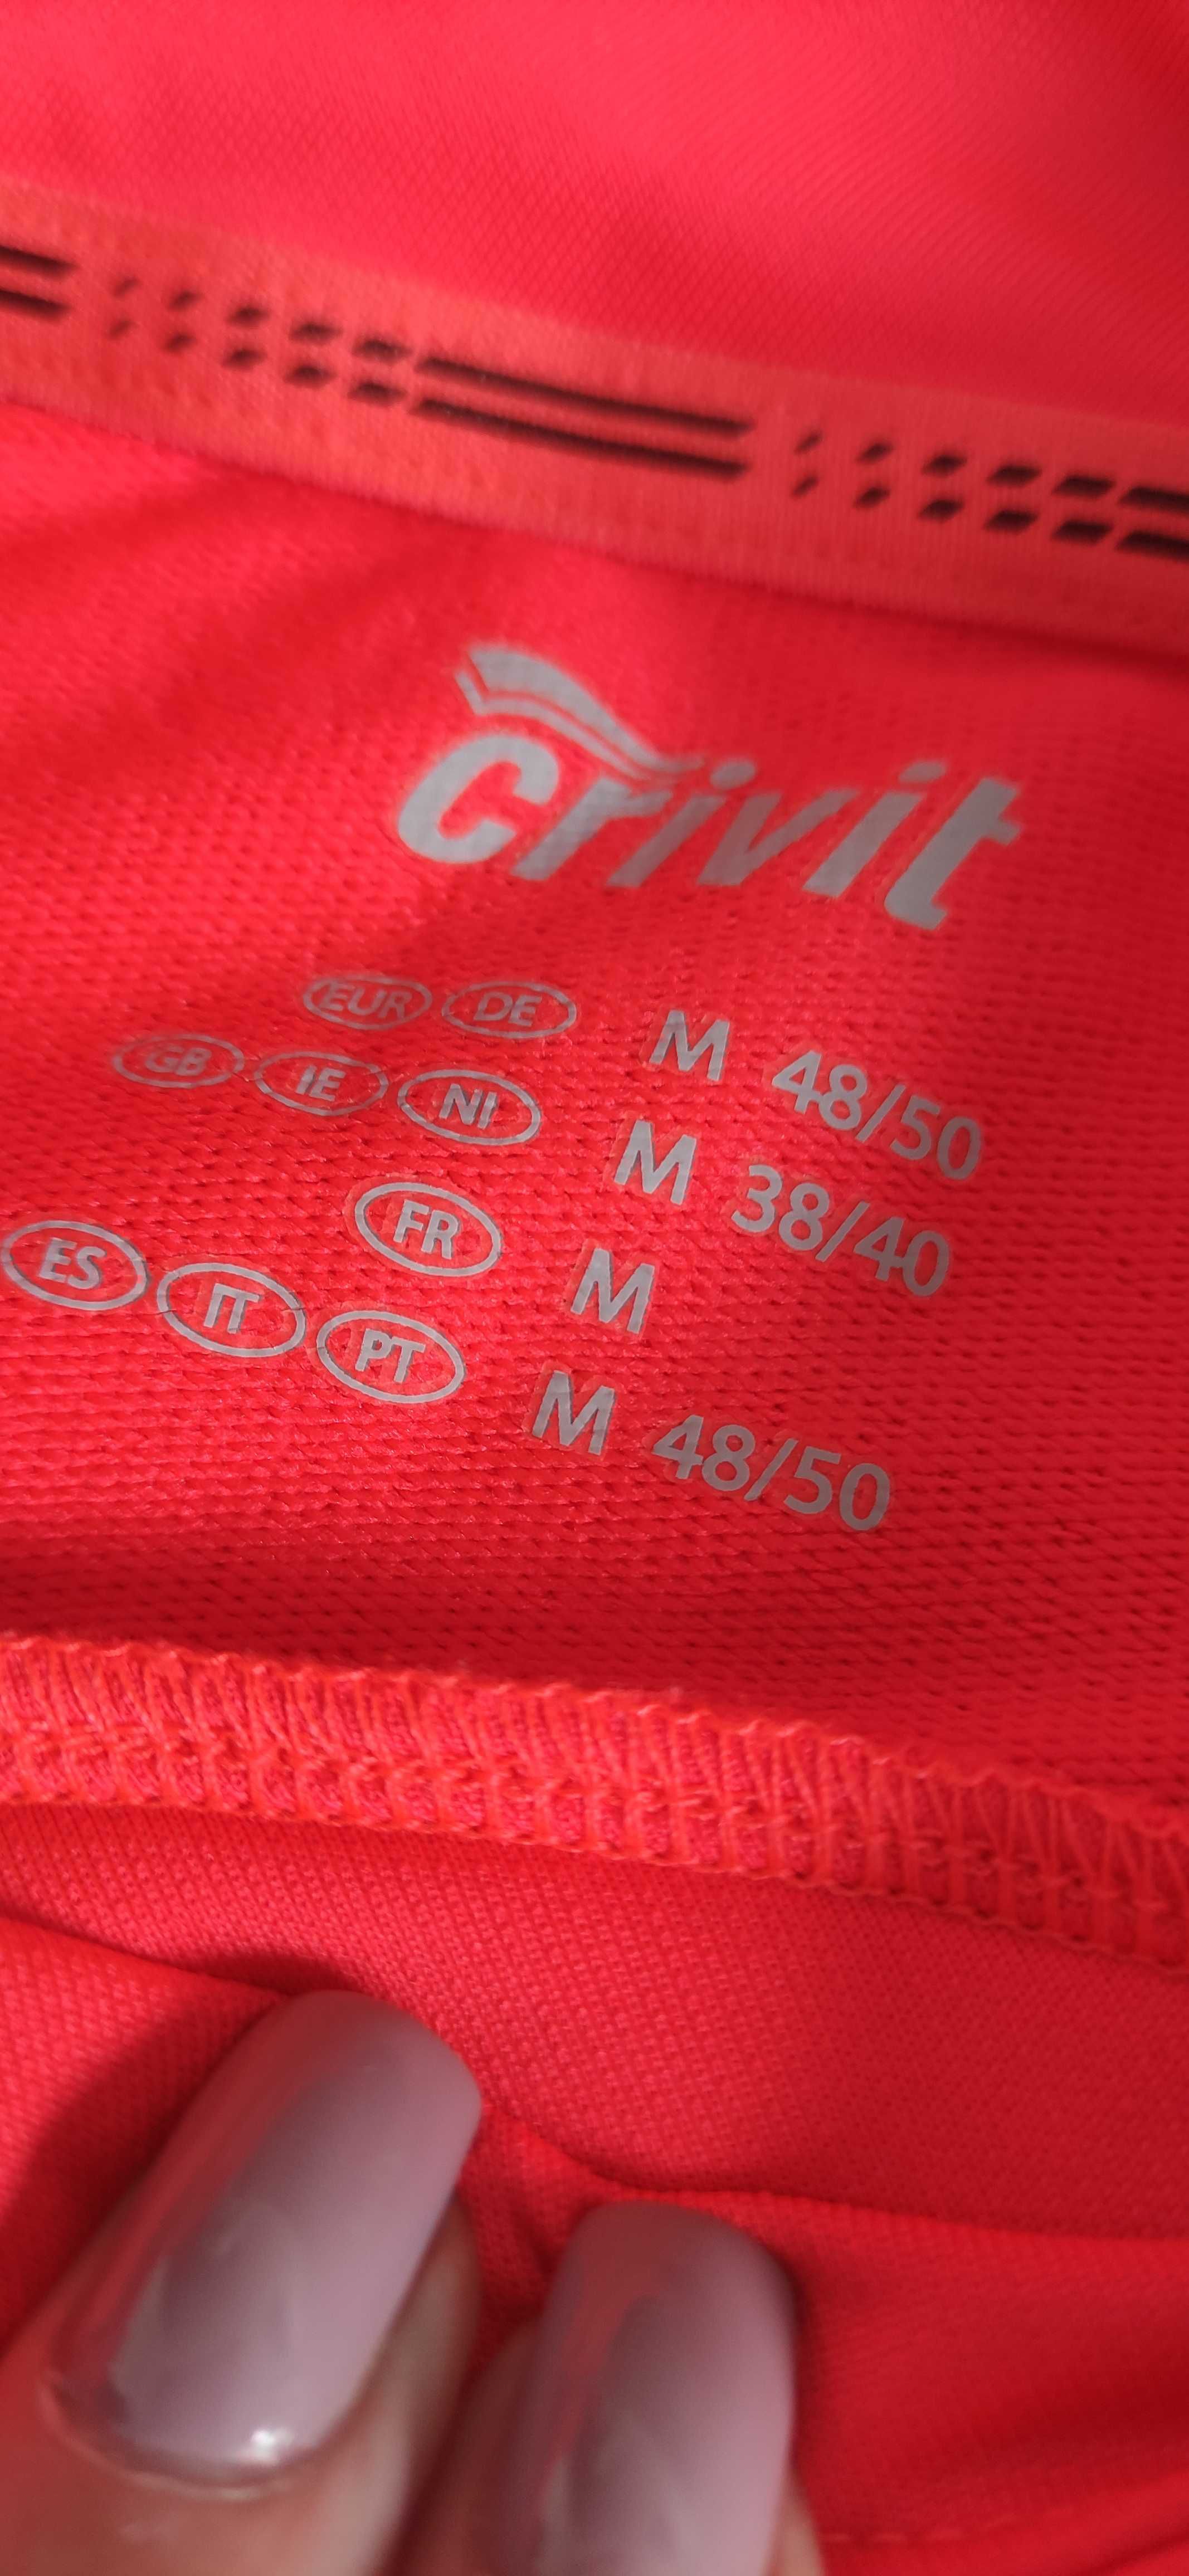 crivit
EUR DE M 48/50
GB IE NI M 38/40
FR M
ES IT PT M 48/50